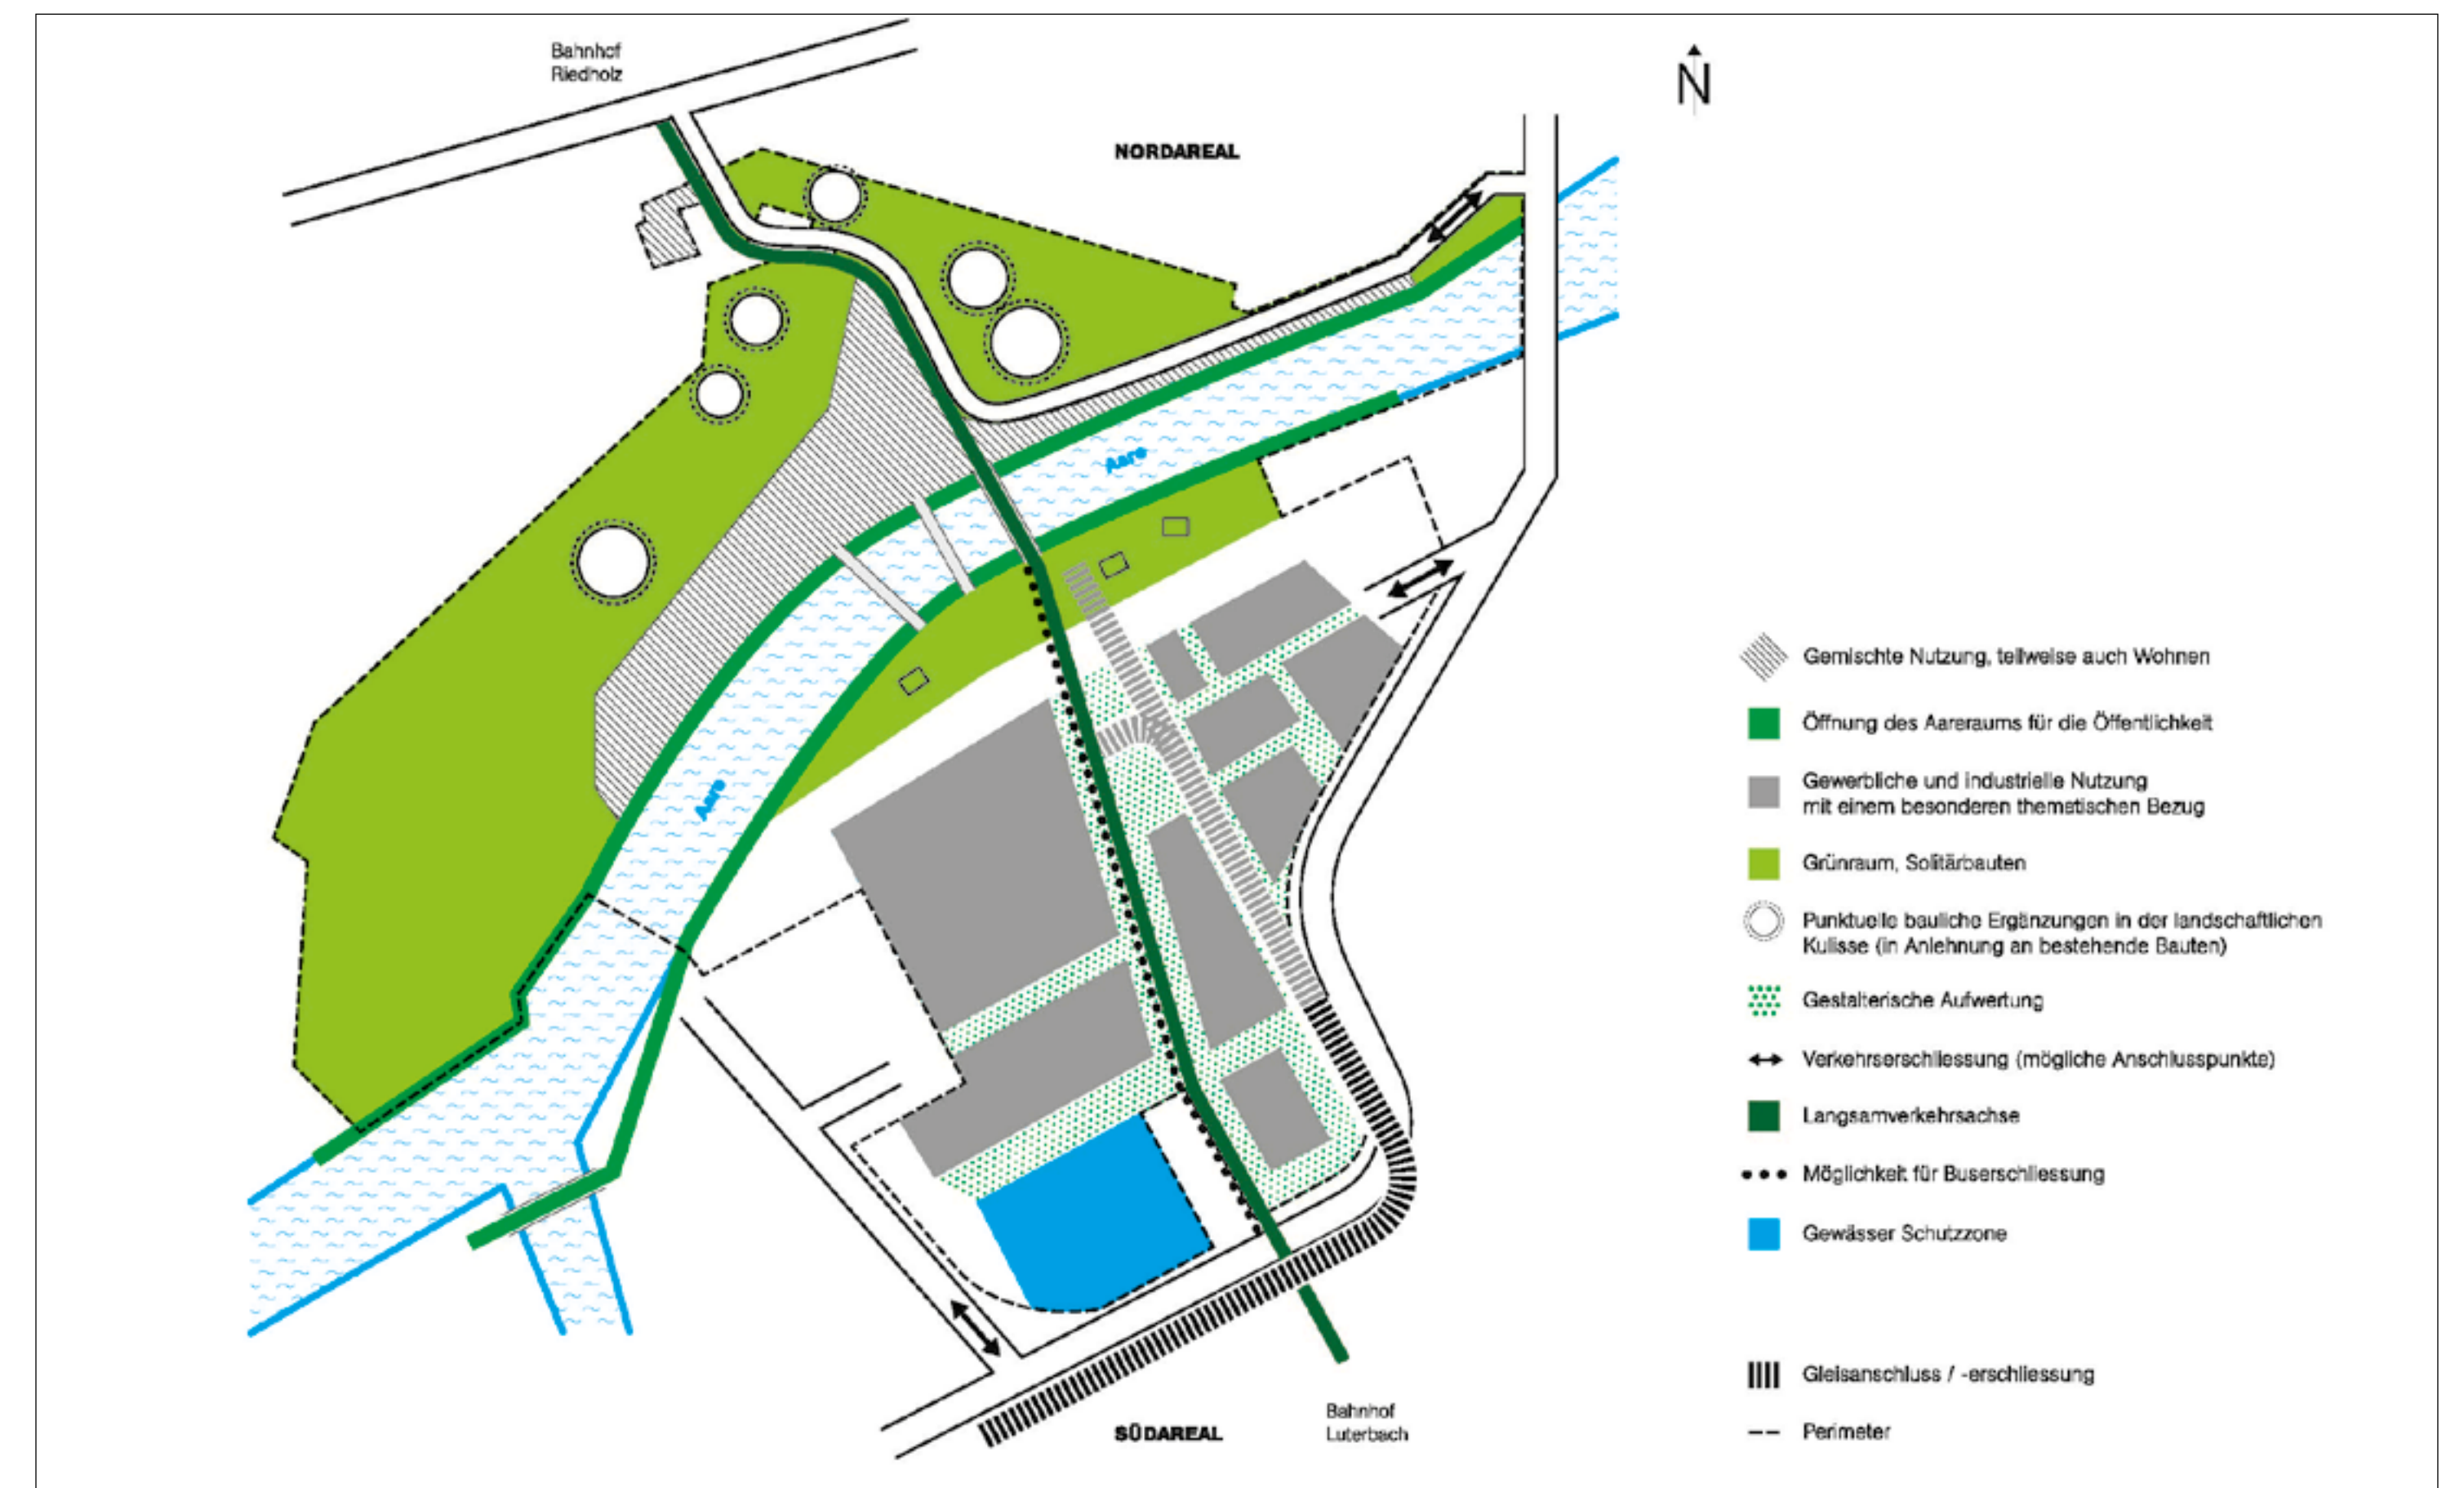 Bahnhof
Riedholz
N
NORDAREAL
Aare
Aare
SÜDAREAL
Bahnhof
Luterbach
Gemischte Nutzung, teilweise auch Wohnen
Öffnung des Aareraums für die Öffentlichkeit
Gewerbliche und industrielle Nutzung
mit einem besonderen thematischen Bezug
Grünraum, Solitärbauten
Punktuelle bauliche Ergänzungen in der landschaftlichen
Kulisse (in Anlehnung an bestehende Bauten)
Gestalterische Aufwertung
Verkehrserschliessung (mögliche Anschlusspunkte)
Langsamverkehrsachse
Möglichkeit für Buserschliessung
Gewässer Schutzzone
Gleisanschluss / -erschliessung
Perimeter